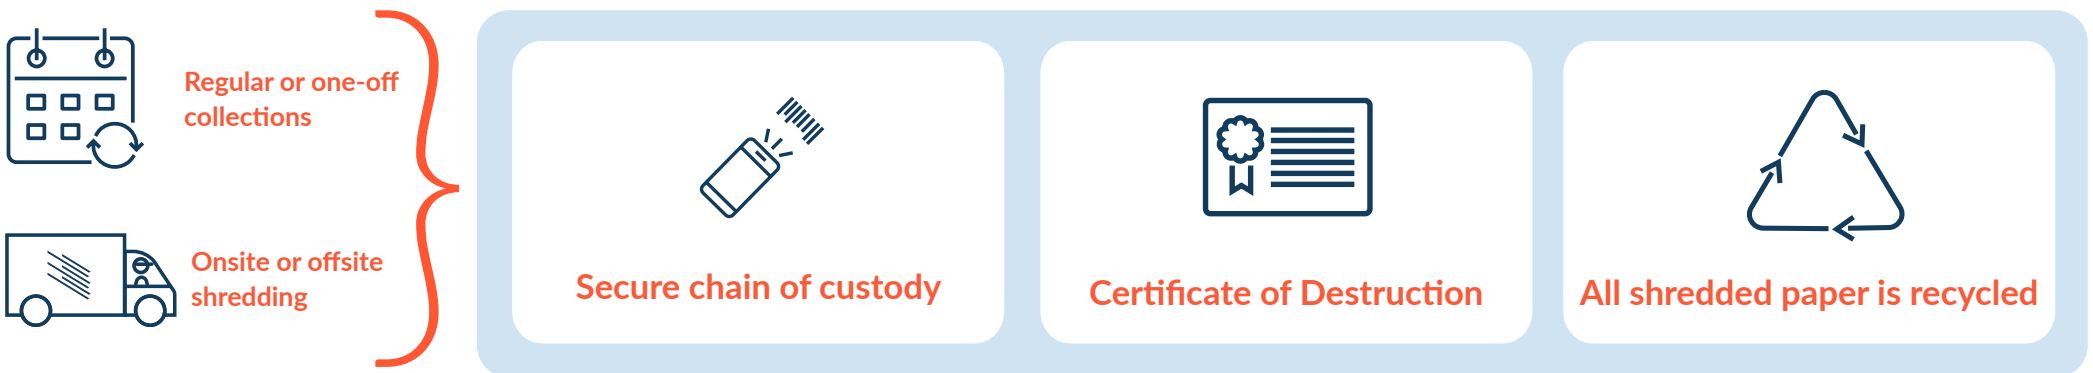 Regular or one-off
collections
Onsite or offsite
shredding
Secure chain of custody
Certificate of Destruction
All shredded paper is recycled